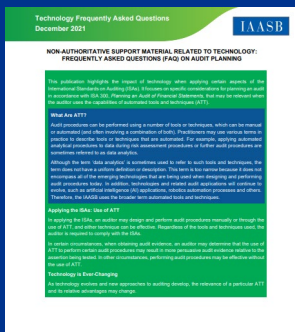 Technology Frequently Asked Questions
December 2021
IAASB
NON-AUTHORITATIVE SUPPORT MATERIAL RELATED TO TECHNOLOGY:
FREQUENTLY ASKED QUESTIONS (FAQ) ON AUDIT PLANNING
This publication highlights the impact of technology when applying certain aspects of the
International Standards on Auditing (ISAs). It focuses on specific considerations for planning an audit
in accordance with ISA 300, Planning an Audit of Financial Statements, that may be relevant when
the auditor uses the capabilities of automated tools and techniques (ATT).
What Are ATT?
Audit procedures can be performed using a number of tools or techniques, which can be manual
or automated (and often involving a combination of both). Practitioners may use various terms in
practice to describe tools or techniques that are automated. For example, applying automated
analytical procedures to data during risk assessment procedures or further audit procedures are
sometimes referred to as data analytics.
Although the term 'data analytics' is sometimes used to refer to such tools and techniques, the
term does not have a uniform definition or description. This term is too narrow because it does not
encompass all of the emerging technologies that are being used when designing and performing
audit procedures today. In addition, technologies and related audit applications will continue to
evolve, such as artificial intelligence (AI) applications, robotics automation processes and others.
Therefore, the IAASB uses the broader term automated tools and techniques.
Applying the ISAs: Use of ATT
In applying the ISAs, an auditor may design and perform audit procedures manually or through the
use of ATT, and either technique can be effective. Regardless of the tools and techniques used, the
auditor is required to comply with the ISAs.
In certain circumstances, when obtaining audit evidence, an auditor may determine that the use of
ATT to perform certain audit procedures may result in more persuasive audit evidence relative to the
assertion being tested. In other circumstances, performing audit procedures may be effective without
the use of ATT.
Technology is Ever-Changing
As technology evolves and new approaches to auditing develop, the relevance of a particular ATT
and its relative advantages may change.